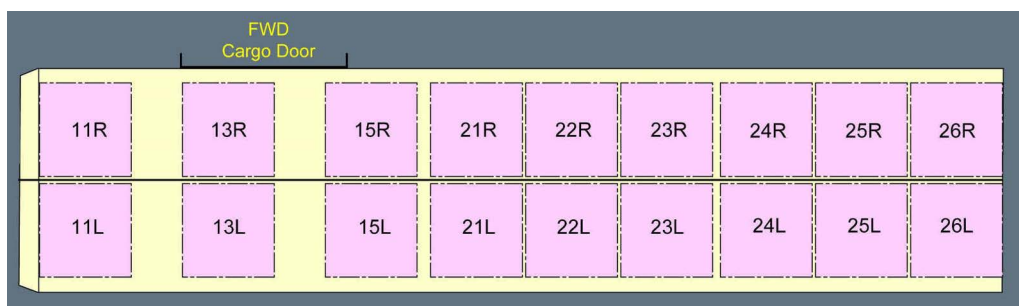 FWD
Cargo Door
11R 13R 15R 21R 22R 23R 24R 25R 26R
11L 13L 15L 21L 22L 23L 24L 25L 26L